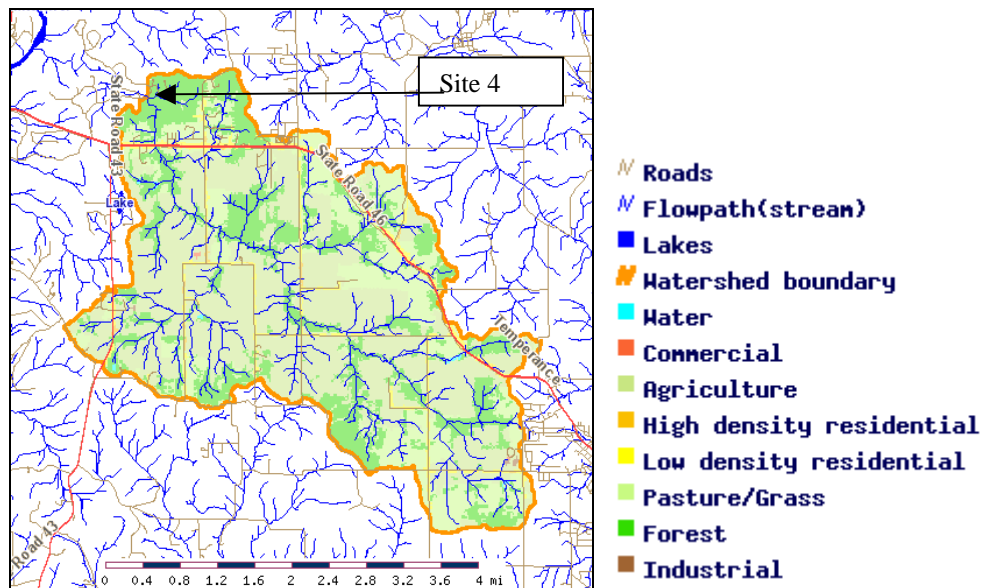 Site 4
State Road 43
State Road 46
Lake
Temperance
Road 43
0 0.4 0.8 1.2 1.6 2 2.4 2.8 3.2 3.6 4 mi
Roads
Flowpath(stream)
Lakes
Watershed boundary
Water
Commercial
Agriculture
High density residential
Low density residential
Pasture/Grass
Forest
Industrial